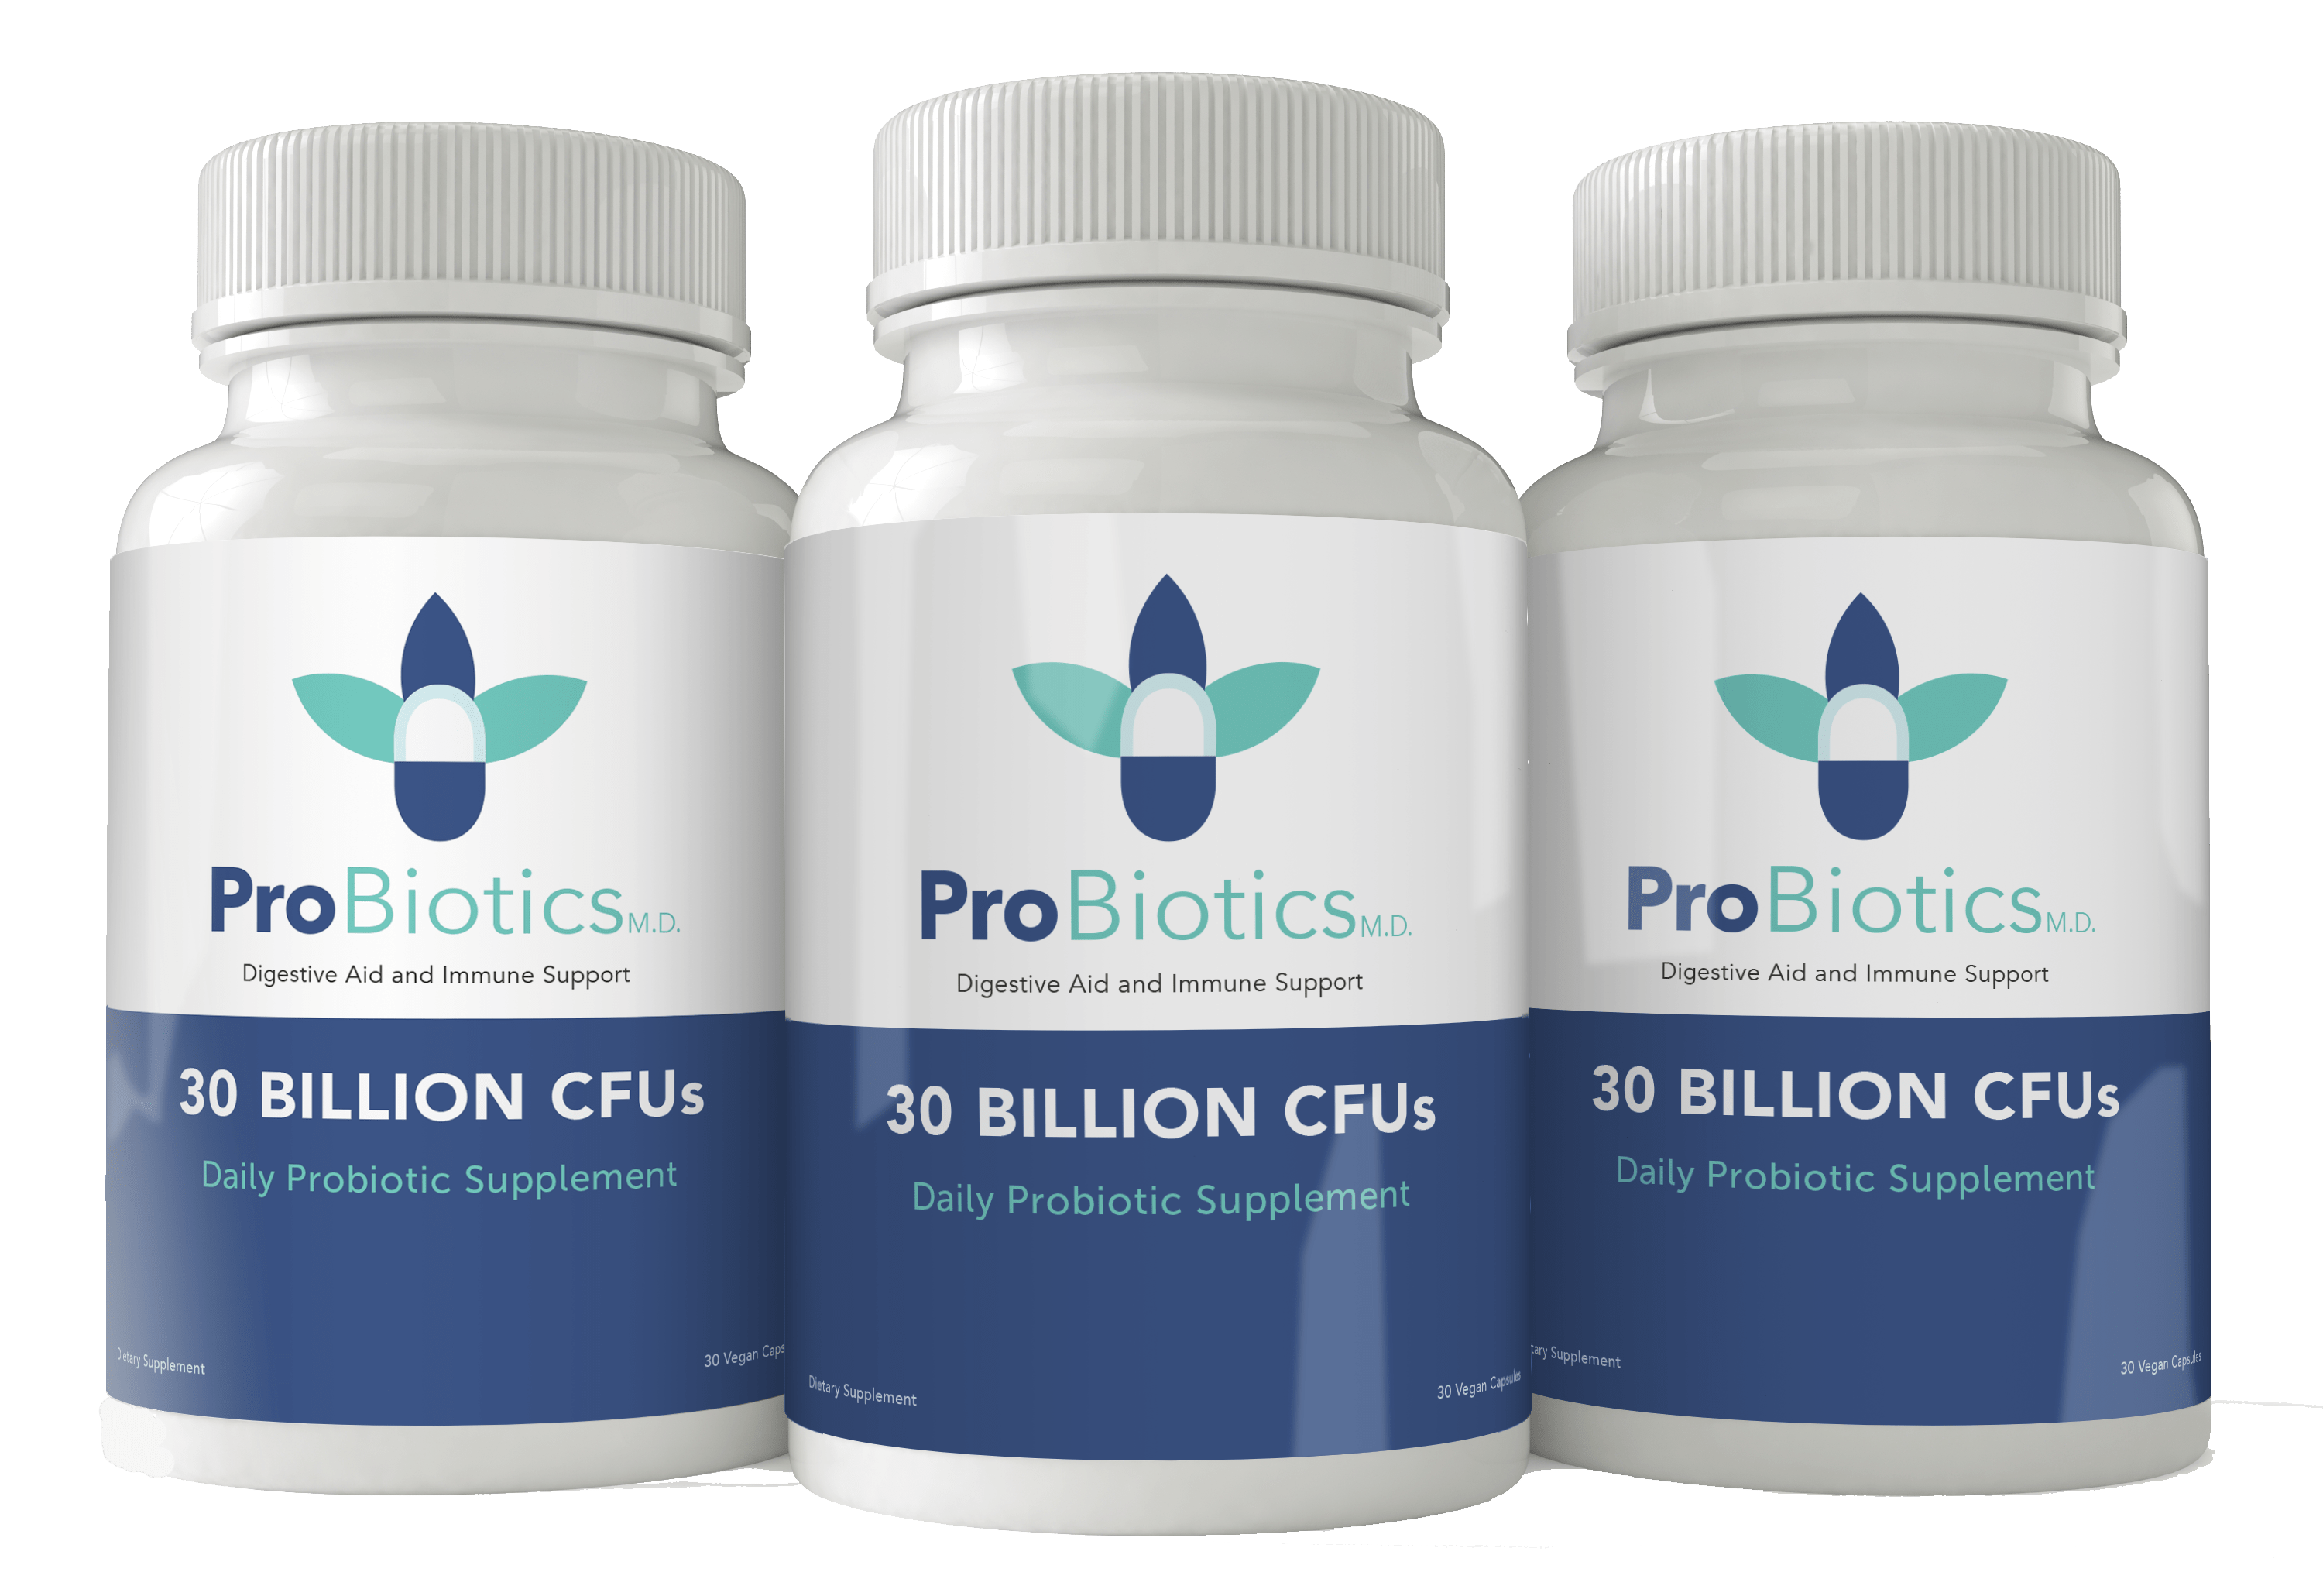 ProBiotics M.D.
Digestive Aid and Immune Support
30 BILLION CFUs
Daily Probiotic Supplement
Dietary Supplement
30 Vegan Caps
ProBiotics M.D.
Digestive Aid and Immune Support
30 BILLION CFUs
Daily Probiotic Supplement
Dietary Supplement
30 Vegan Capsules
ProBiotics M.D.
Digestive Aid and Immune Support
30 BILLION CFUs
Daily Probiotic Supplement
tary Supplement
30 Vegan Capsules